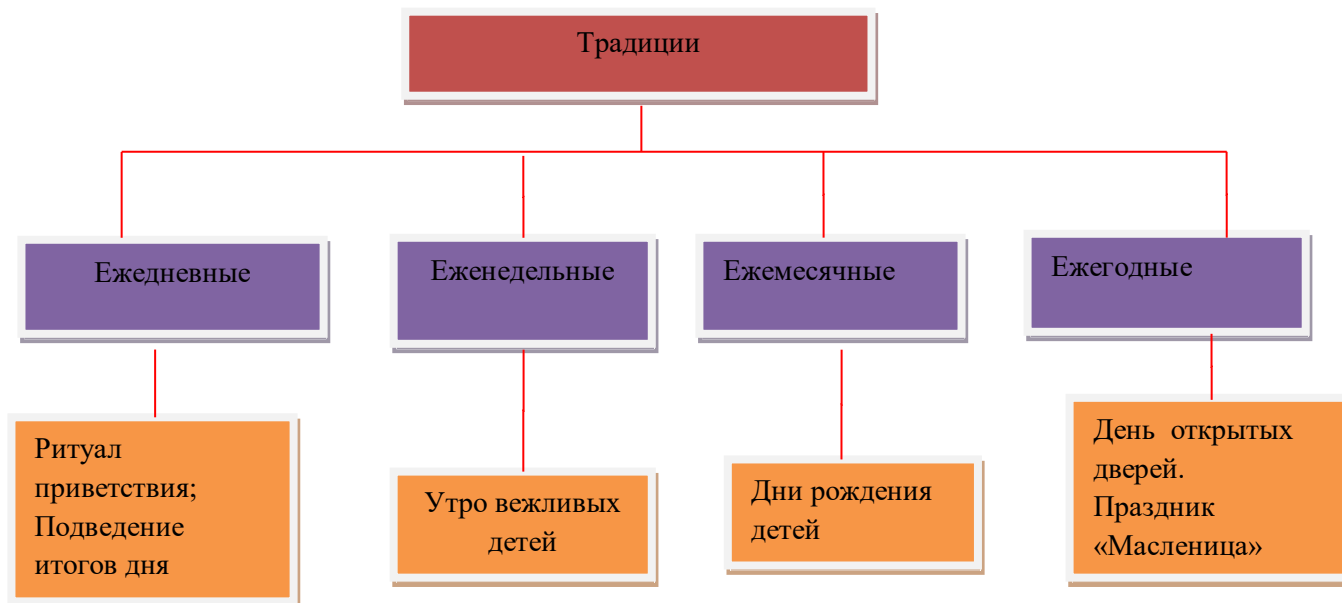 Традиции
Ежедневные
Еженедельные
Ежемесячные
Ежегодные
Ритуал
приветствия;
Подведение
итогов дня
Утро вежливых
детей
Дни рождения
детей
День открытых
дверей.
Праздник
«Масленица»